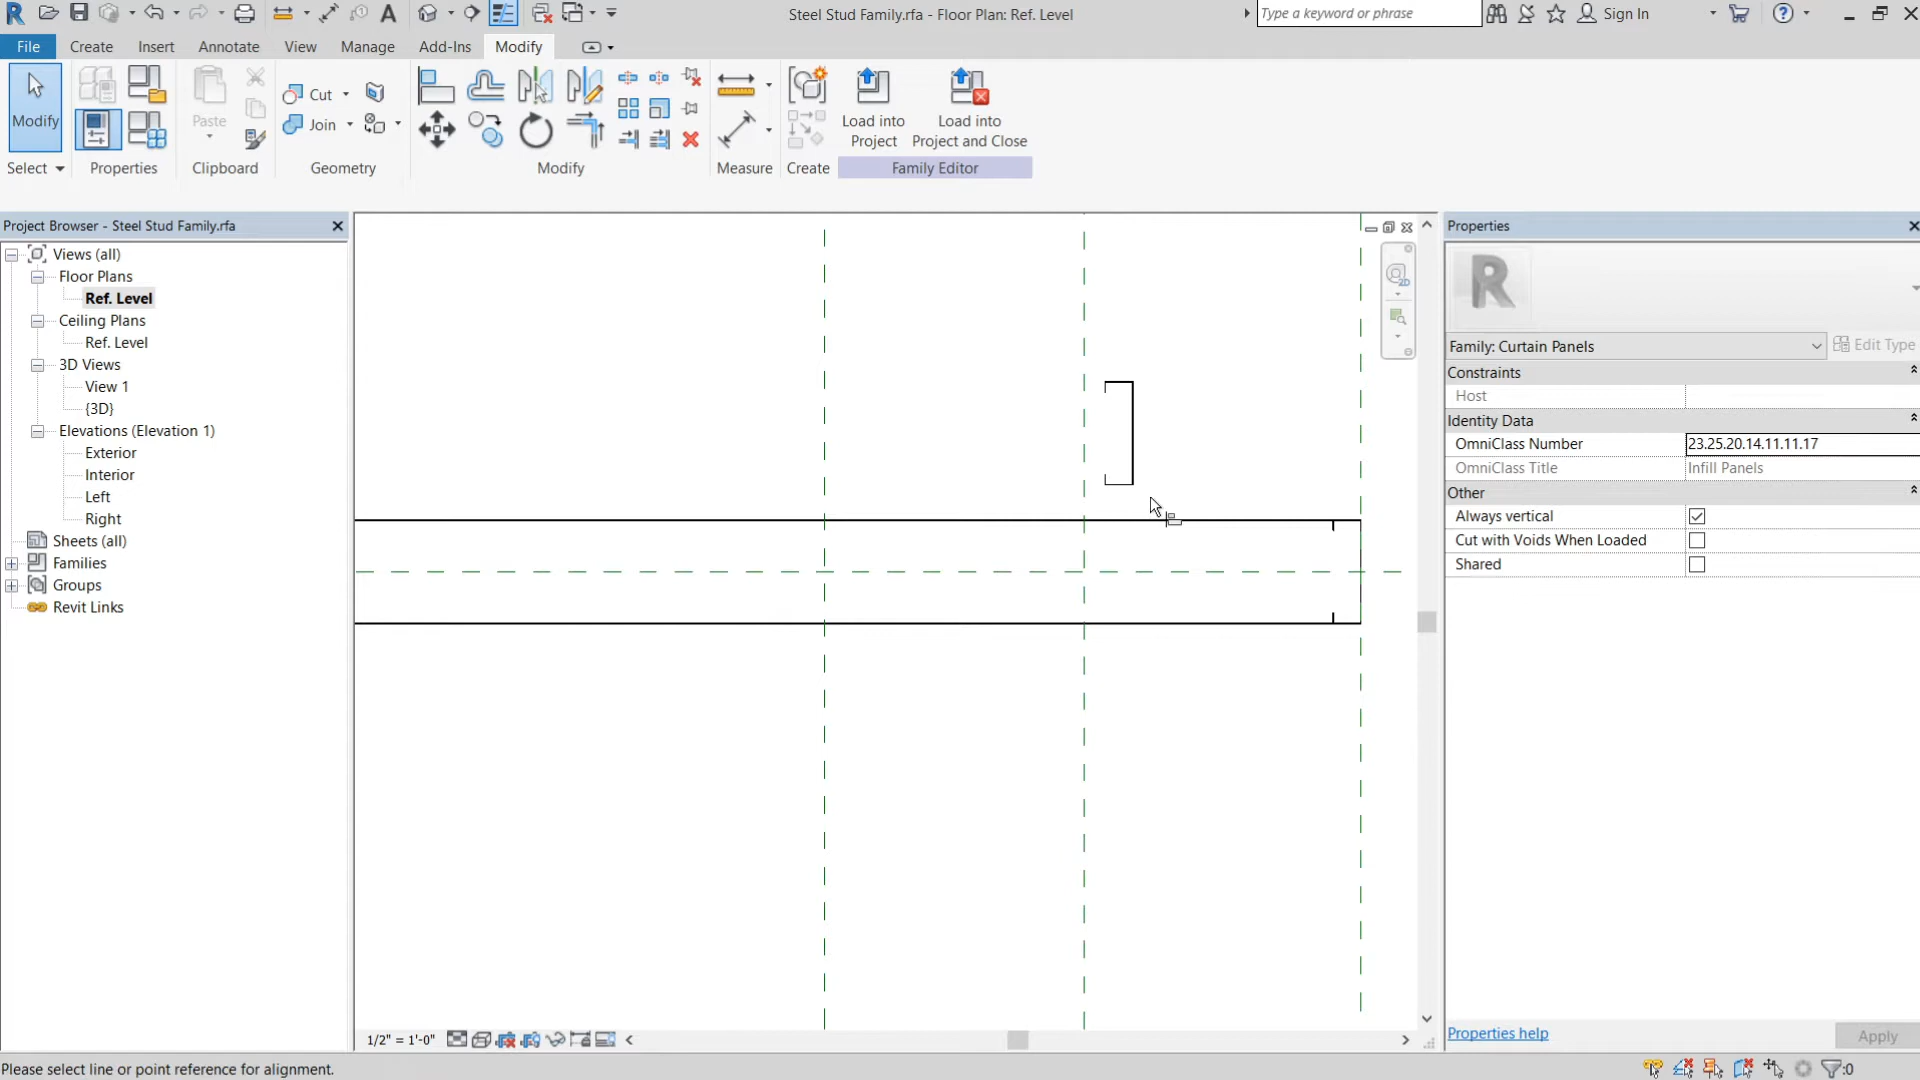 Steel Stud Family.rfa - Floor Plan: Ref. Level
Type a keyword or phrase
Sign In
File
Create
Insert
Annotate
View
Manage
Add-Ins
Modify
Modify
Select
Properties
Paste
Clipboard
Cut
Join
Geometry
Modify
Measure
Create
Load into
Project
Load into
Project and Close
Family Editor
Project Browser - Steel Stud Family.rfa
Views (all)
Floor Plans
Ref. Level
Ceiling Plans
Ref. Level
3D Views
View 1
{3D}
Elevations (Elevation 1)
Exterior
Interior
Left
Right
Sheets (all)
Families
Groups
Revit Links
2D
Properties
R
Family: Curtain Panels
Edit Type
Constraints
Host
Identity Data
OmniClass Number
23.25.20.14.11.11.17
OmniClass Title
Infill Panels
Other
Always vertical
Cut with Voids When Loaded
Shared
Properties help
Apply
1/2" = 1'-0"
Please select line or point reference for alignment.
:0